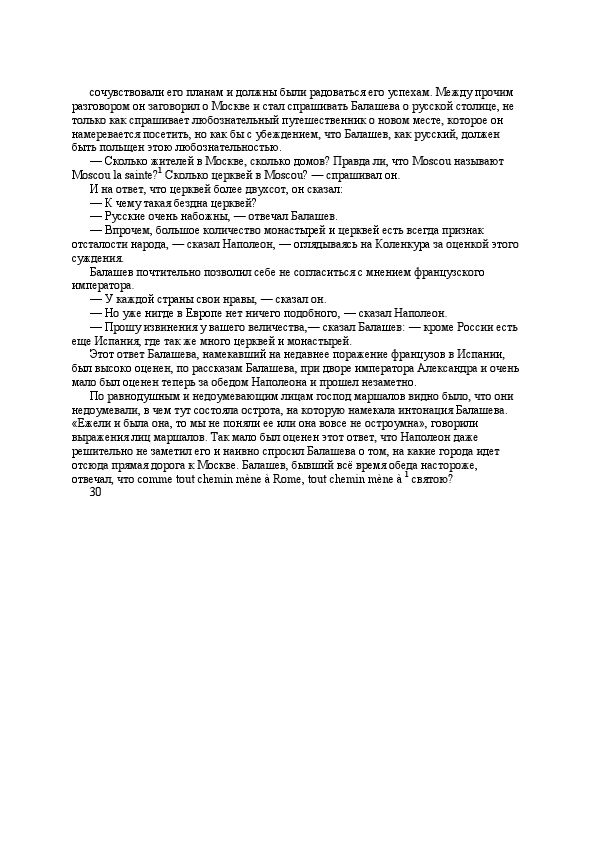 сочувствовали его планам и должны были радоваться его успехам. Между прочим
разговором он заговорил о Москве и стал спрашивать Балашева о русской столице, не
только как спрашивает любознательный путешественник о новом месте, которое он
намеревается посетить, но как бы с убеждением, что Балашев, как русский, должен
быть польщен этою любознательностью.
— Сколько жителей в Москве, сколько домов? Правда ли, что Moscou называют
Moscou la sainte?¹ Сколько церквей в Moscou? — спрашивал он.
И на ответ, что церквей более двухсот, он сказал:
— К чему такая бездна церквей?
— Русские очень набожны, — отвечал Балашев.
— Впрочем, большое количество монастырей и церквей есть всегда признак
отсталости народа, — сказал Наполеон, — оглядываясь на Коленкура за оценкой этого
суждения.
Балашев почтительно позволил себе не согласиться с мнением французского
императора.
— У каждой страны свои нравы, — сказал он.
— Но уже нигде в Европе нет ничего подобного, — сказал Наполеон.
— Прошу извинения у вашего величества,— сказал Балашев: — кроме России есть
еще Испания, где так же много церквей и монастырей.
Этот ответ Балашева, намекавший на недавнее поражение французов в Испании,
был высоко оценен, по рассказам Балашева, при дворе императора Александра и очень
мало был оценен теперь за обедом Наполеона и прошел незаметно.
По равнодушным и недоумевающим лицам господ маршалов видно было, что они
недоумевали, в чем тут состояла острота, на которую намекала интонация Балашева.
«Ежели и была она, то мы не поняли ее или она вовсе не остроумна», говорили
выражения лиц маршалов. Так мало был оценен этот ответ, что Наполеон даже
решительно не заметил его и наивно спросил Балашева о том, на какие города идет
отсюда прямая дорога к Москве. Балашев, бывший всё время обеда настороже,
отвечал, что comme tout chemin mène à Rome, tout chemin mène à ¹ святою?
30